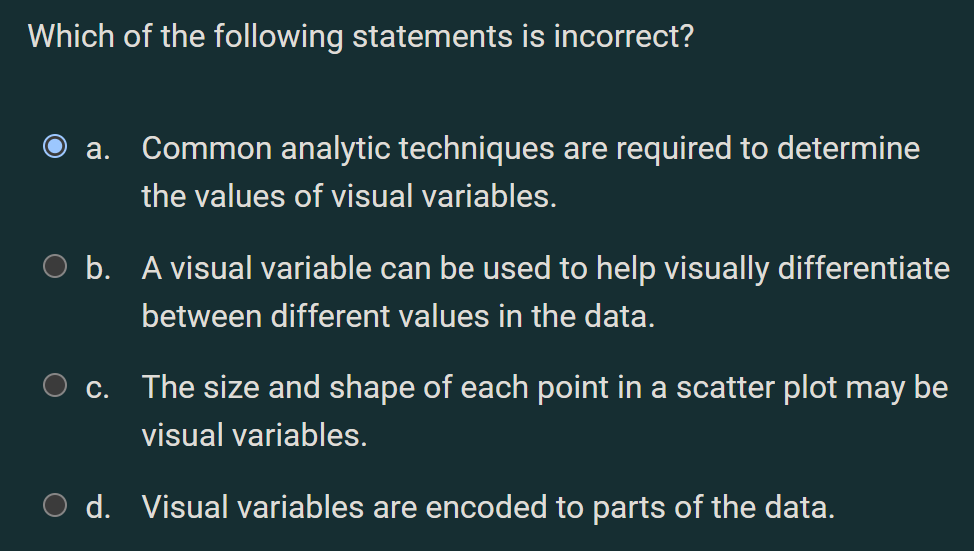 Which of the following statements is incorrect?
a. Common analytic techniques are required to determine
the values of visual variables.
b. A visual variable can be used to help visually differentiate
between different values in the data.
c. The size and shape of each point in a scatter plot may be
visual variables.
d. Visual variables are encoded to parts of the data.